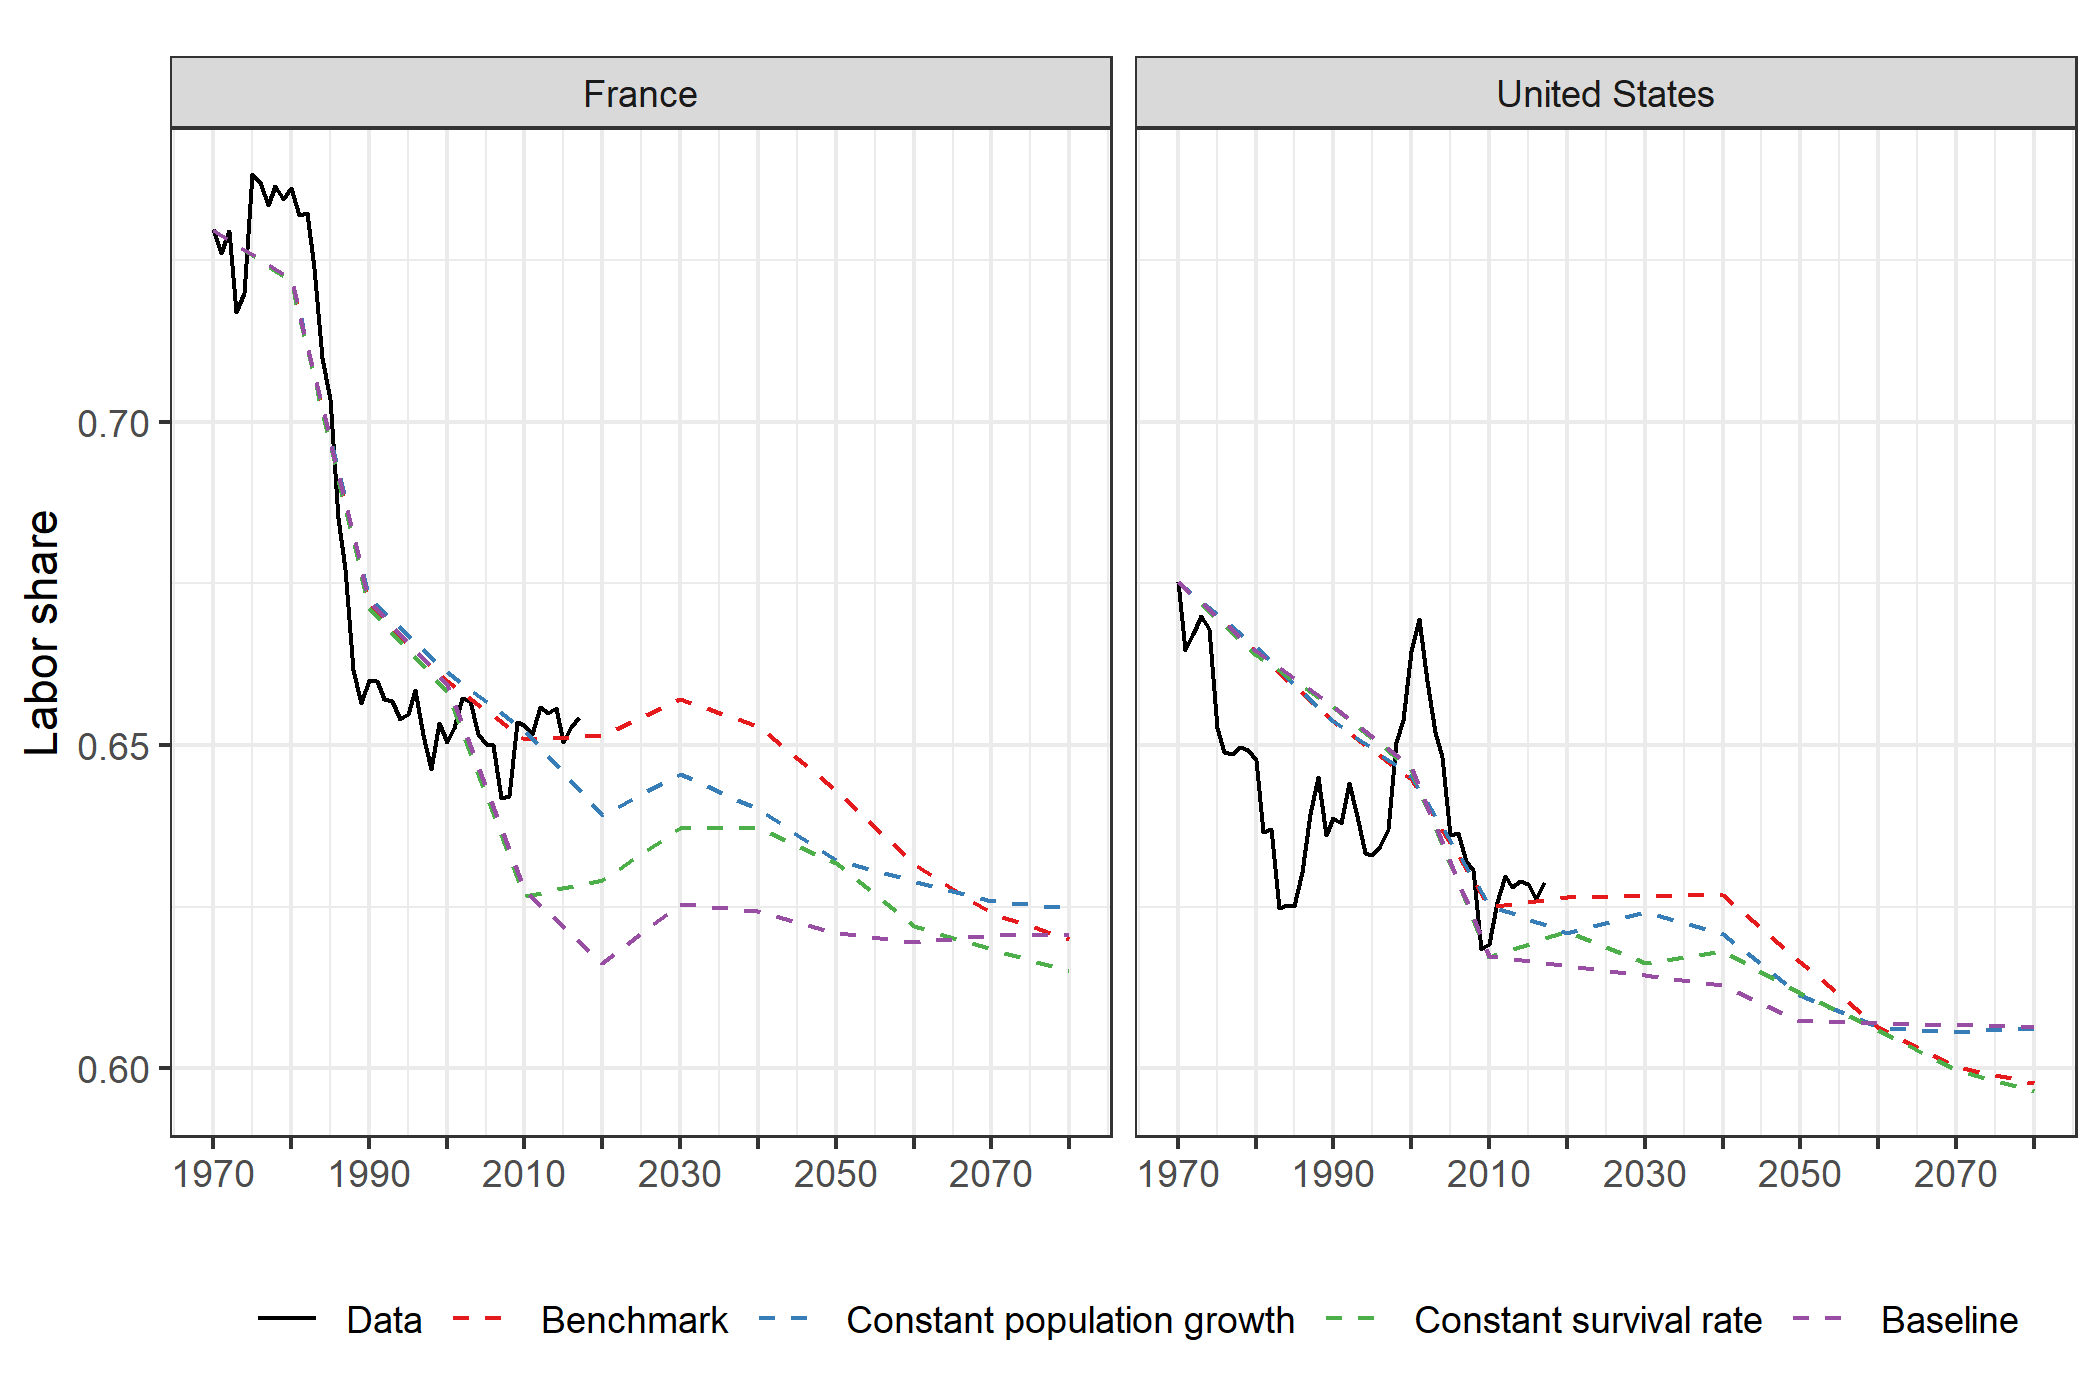 France
United States
Labor share
0.70
0.65
0.60
1970 1990 2010 2030 2050 2070
1970 1990 2010 2030 2050 2070
Data Benchmark Constant population growth Constant survival rate Baseline